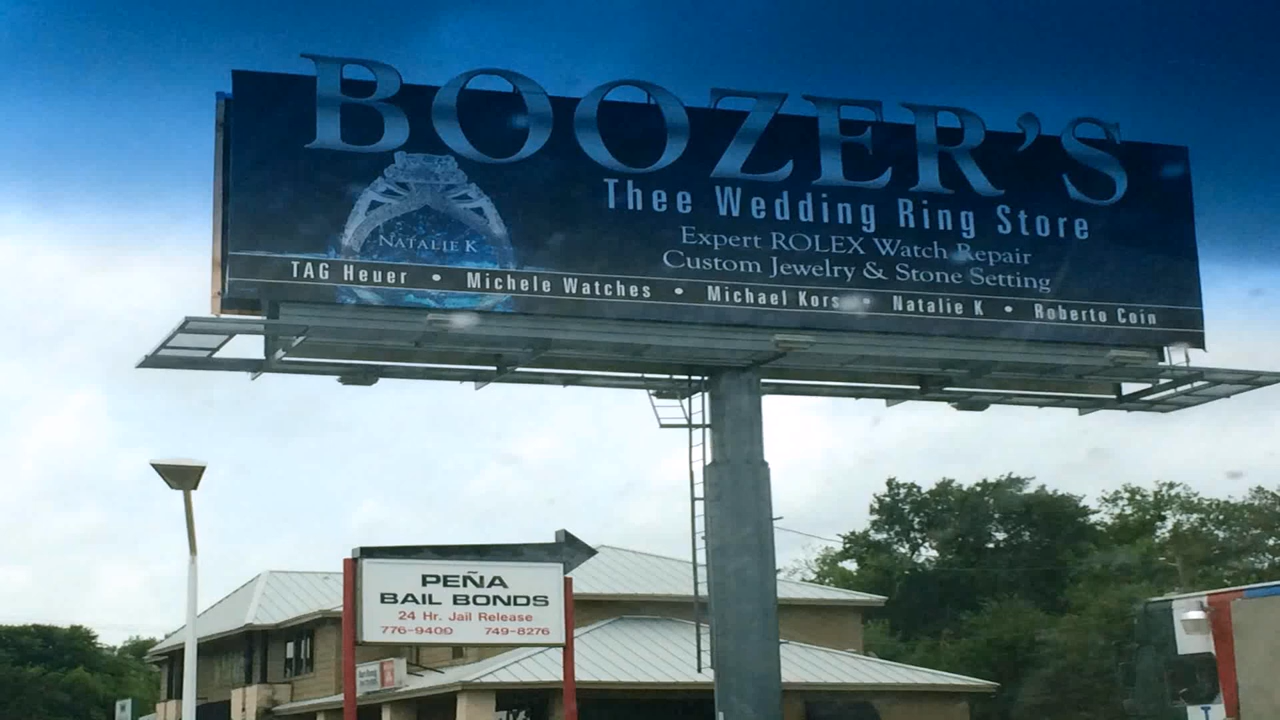 BOOZER'S
Thee Wedding Ring Store
Expert ROLEX Watch Repair
Custom Jewelry & Stone Setting
NATALIE K
TAG Heuer • Michele Watches • Michael Kors • Natalie K • Roberto Coin
PEÑA
BAIL BONDS
24 Hr. Jail Release
776-9400 749-8276